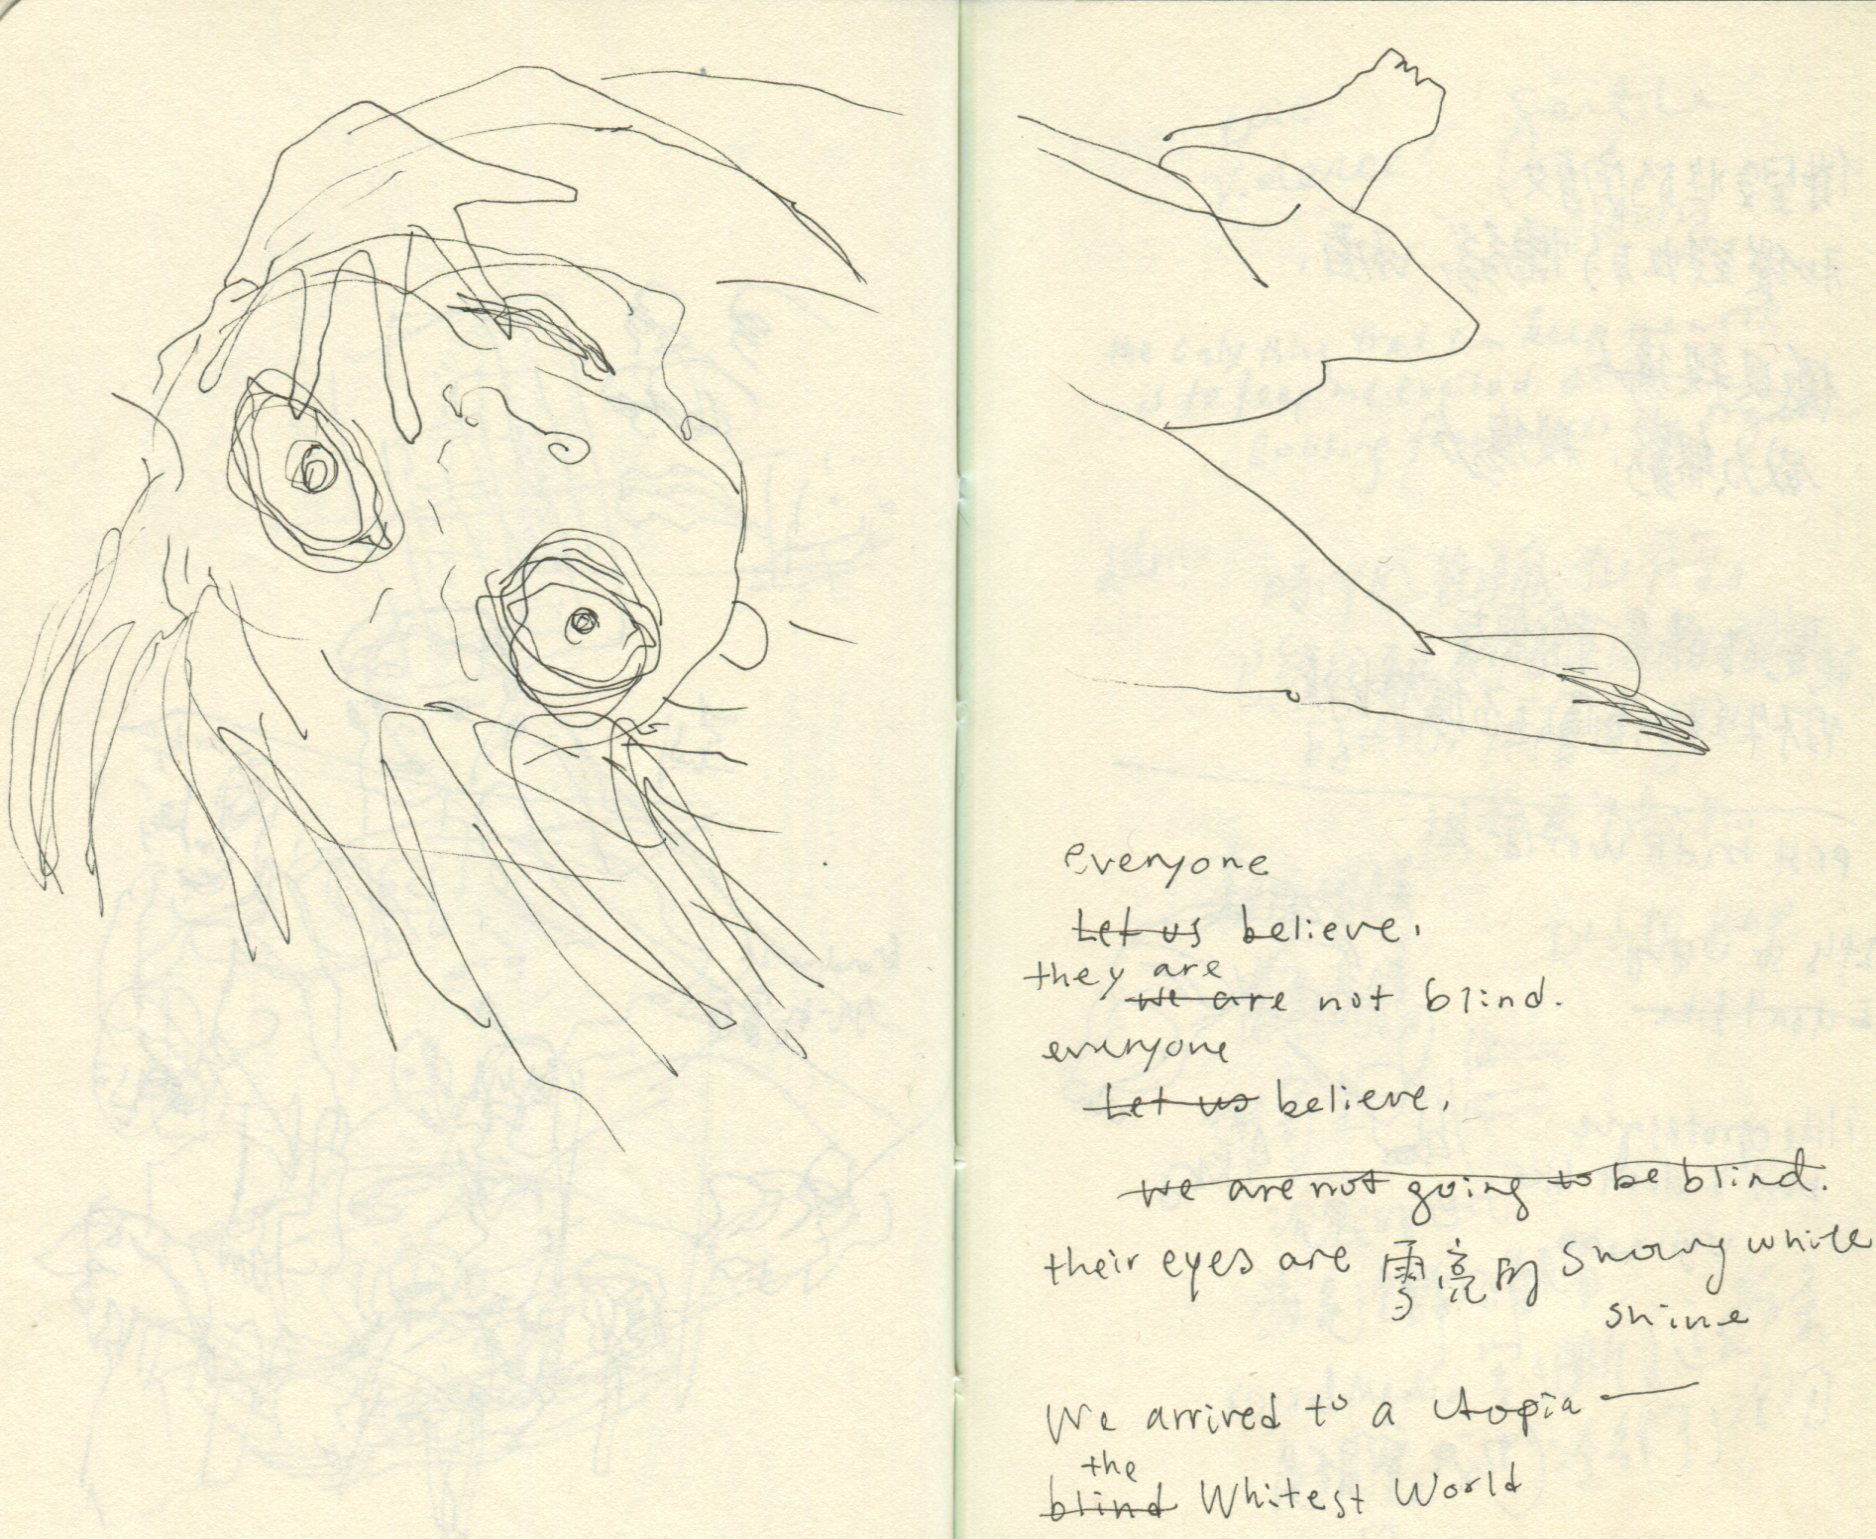 everyone
Let us believe.
they are
we are not blind.
everyone
Let us believe.
we are not going to be blind.
their eyes are 雪亮的 snowy white
shine
We arrived to a Utopia —
the
blind Whitest World